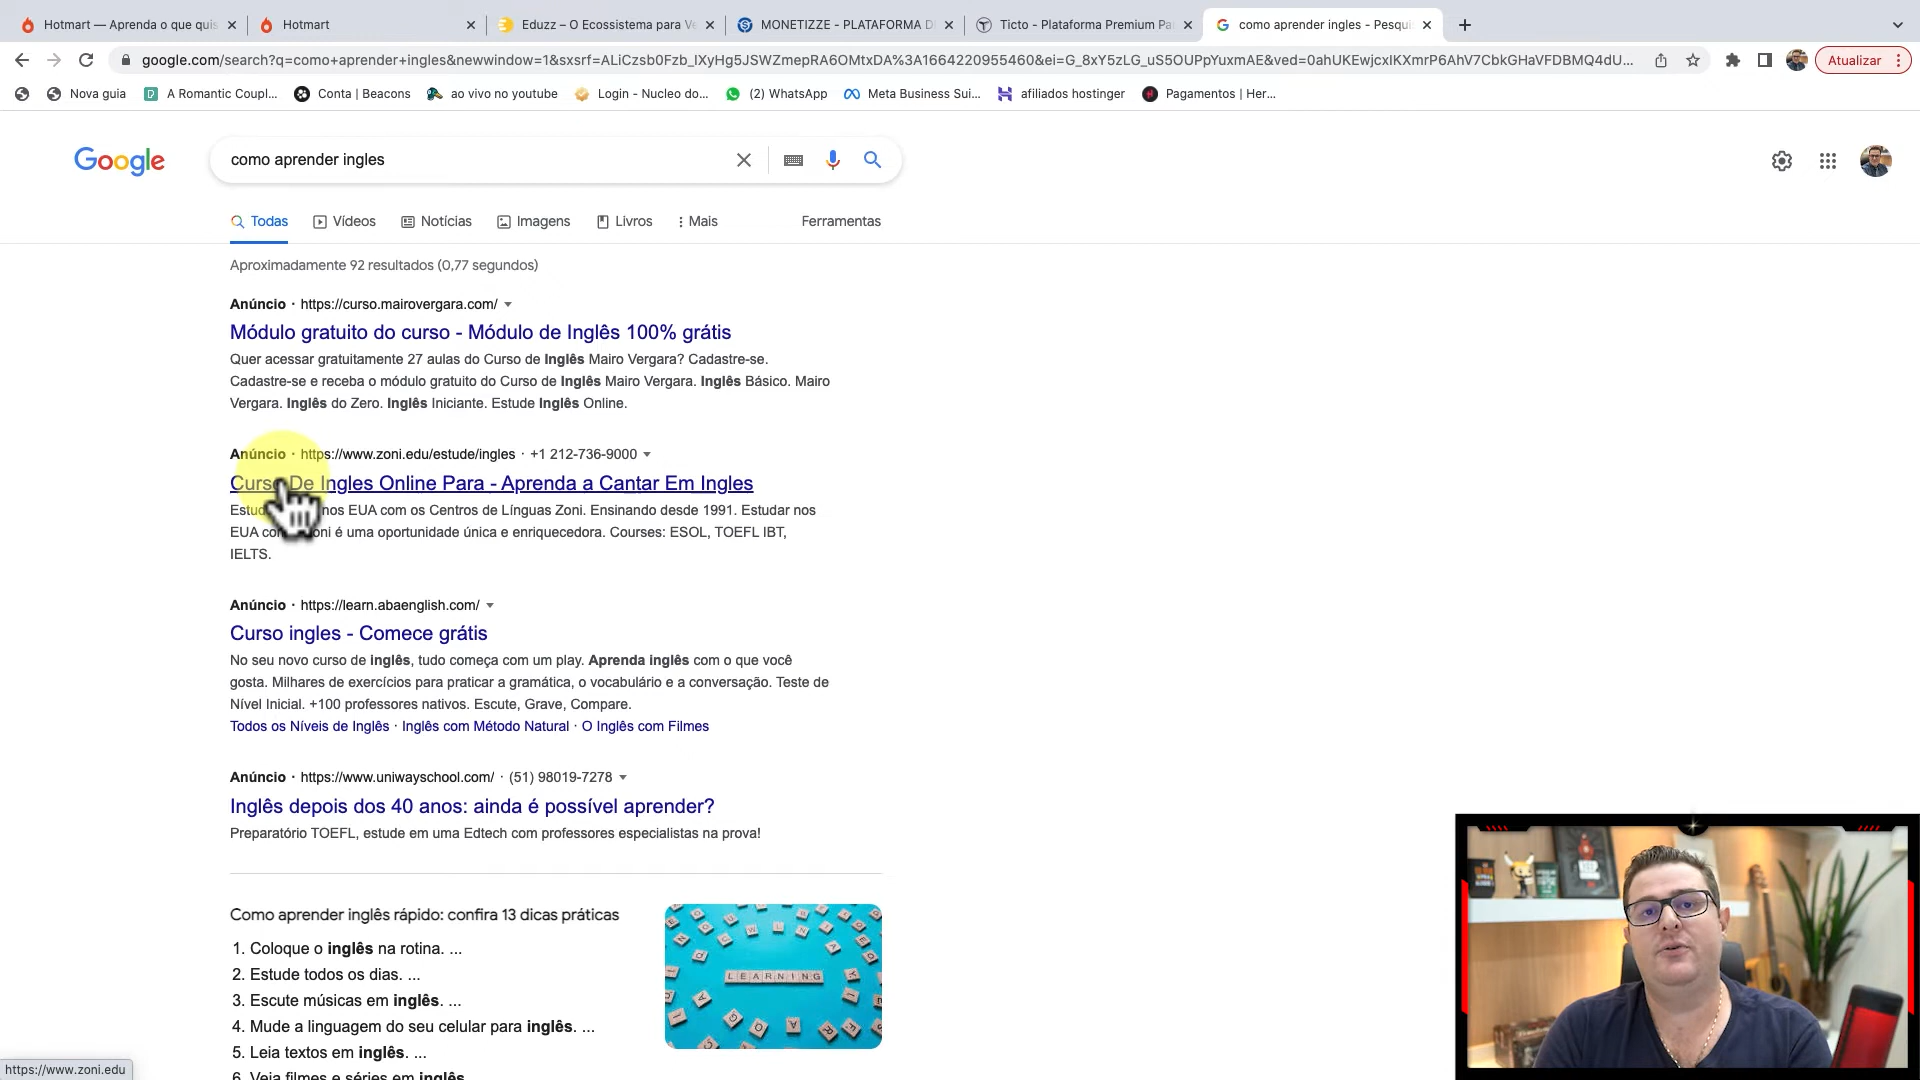 Hotmart — Aprenda o que quis
Hotmart
Eduzz – O Ecossistema para Ve
MONETIZZE - PLATAFORMA D
Ticto - Plataforma Premium Pa
como aprender ingles - Pesqui
google.com/search?q=como+aprender+ingles&newwindow=1&sxsrf=ALiCzsb0Fzb_lXyHg5JSWZmepRA6OMtxDA%3A1664220955460&ei=G_8xY5zLG_uS5OUPpYuxmAE&ved=0ahUKEwjcxIKXmrP6AhV7CbkGHaVFDBMQ4dU...
Atualizar
Nova guia
A Romantic Coupl...
Conta | Beacons
ao vivo no youtube
Login - Nucleo do...
(2) WhatsApp
Meta Business Sui...
afiliados hostinger
Pagamentos | Her...
Google
como aprender ingles
Todas
Vídeos
Notícias
Imagens
Livros
Mais
Ferramentas
Aproximadamente 92 resultados (0,77 segundos)
Anúncio · https://curso.mairovergara.com/
Módulo gratuito do curso - Módulo de Inglês 100% grátis
Quer acessar gratuitamente 27 aulas do Curso de Inglês Mairo Vergara? Cadastre-se.
Cadastre-se e receba o módulo gratuito do Curso de Inglês Mairo Vergara. Inglês Básico. Mairo
Vergara. Inglês do Zero. Inglês Iniciante. Estude Inglês Online.
Anúncio · https://www.zoni.edu/estude/ingles · +1 212-736-9000
Curso De Ingles Online Para - Aprenda a Cantar Em Ingles
nos EUA com os Centros de Línguas Zoni. Ensinando desde 1991. Estudar nos
EUA é uma oportunidade única e enriquecedora. Courses: ESOL, TOEFL IBT,
IELTS.
Anúncio · https://learn.abaenglish.com/
Curso ingles - Comece grátis
No seu novo curso de inglês, tudo começa com um play. Aprenda inglês com o que você
gosta. Milhares de exercícios para praticar a gramática, o vocabulário e a conversação. Teste de
Nível Inicial. +100 professores nativos. Escute, Grave, Compare.
Todos os Níveis de Inglês · Inglês com Método Natural · O Inglês com Filmes
Anúncio · https://www.uniwayschool.com/ · (51) 98019-7278
Inglês depois dos 40 anos: ainda é possível aprender?
Preparatório TOEFL, estude em uma Edtech com professores especialistas na prova!
Como aprender inglês rápido: confira 13 dicas práticas
1. Coloque o inglês na rotina. ...
2. Estude todos os dias. ...
3. Escute músicas em inglês. ...
4. Mude a linguagem do seu celular para inglês. ...
5. Leia textos em inglês. ...
6. Veja filmes e séries em inglês
LEARNING
https://www.zoni.edu